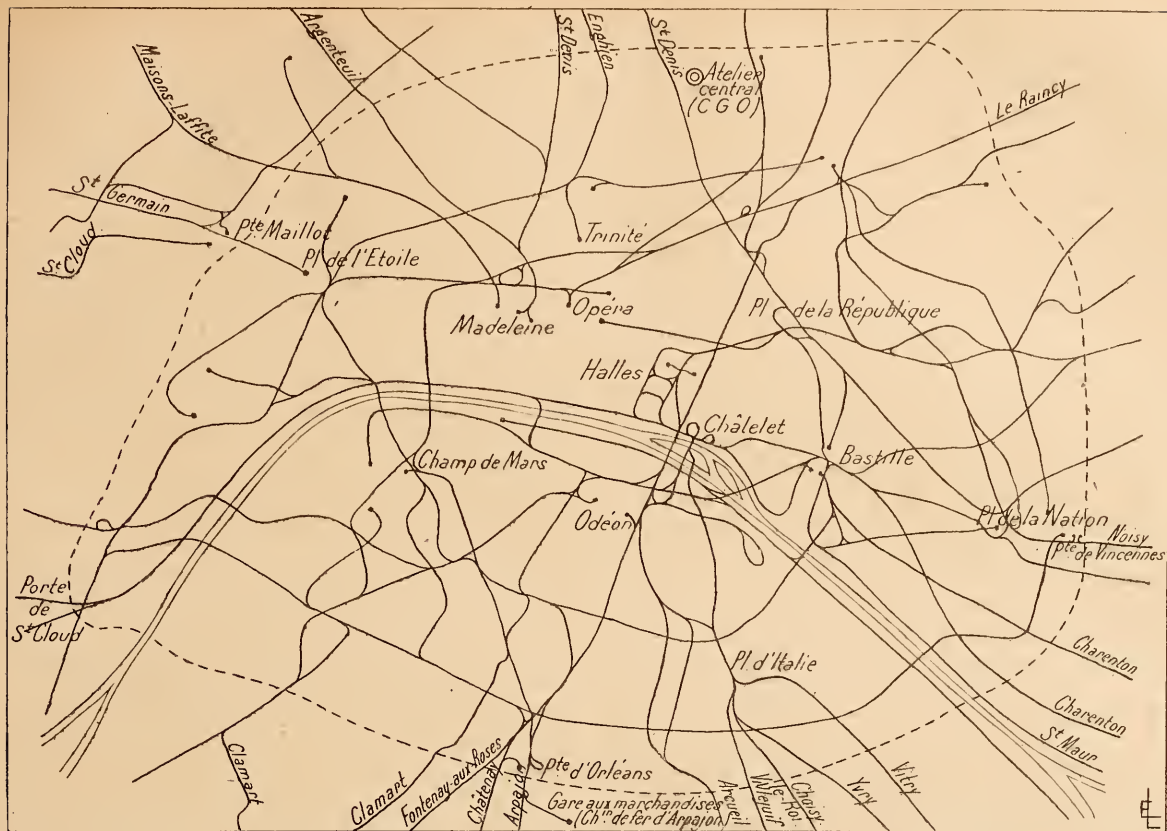 Argenteuil
St Denis
Enghien
St Denis
Maisons-Laffite
Atelier
central
(C G O)
Le Raincy
St Germain
St Cloud
Pte Maillot
Trinité
Pl. de l'Etoile
Madeleine
Opéra
Pl. de la République
Halles
Châtelet
Champ de Mars
Bastille
Odéon
Pl. de la Nation
Noisy
Pte de Vincennes
Porte
de
St Cloud
Pl. d'Italie
Charenton
Charenton
St Maur
Clamart
Clamart
Fontenay-aux-Roses
Châtenay
Arpajon
Pte d'Orléans
Gare aux marchandises
(Ch.in de fer d'Arpajon)
Arcueil
Villejuif
Choisy-
-le-Roi
Yvry
Vitry